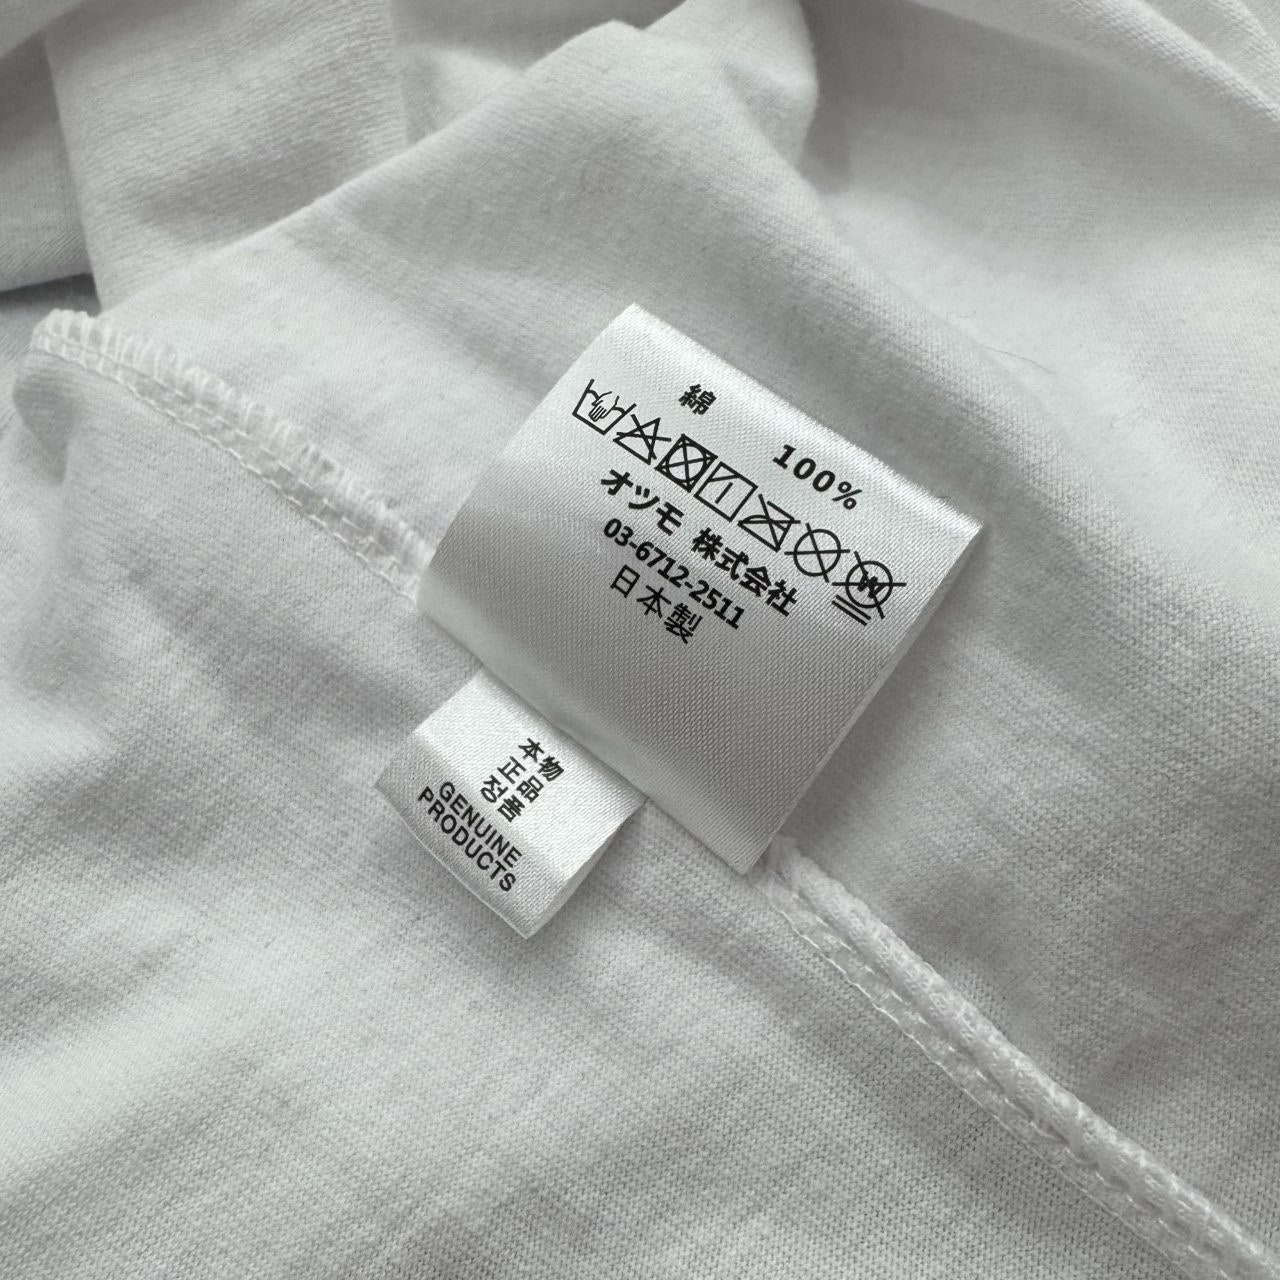 綿 100%
オツモ 株式会社
03-6712-2511
日本製
本物
正品
정품
GENUINE
PRODUCTS